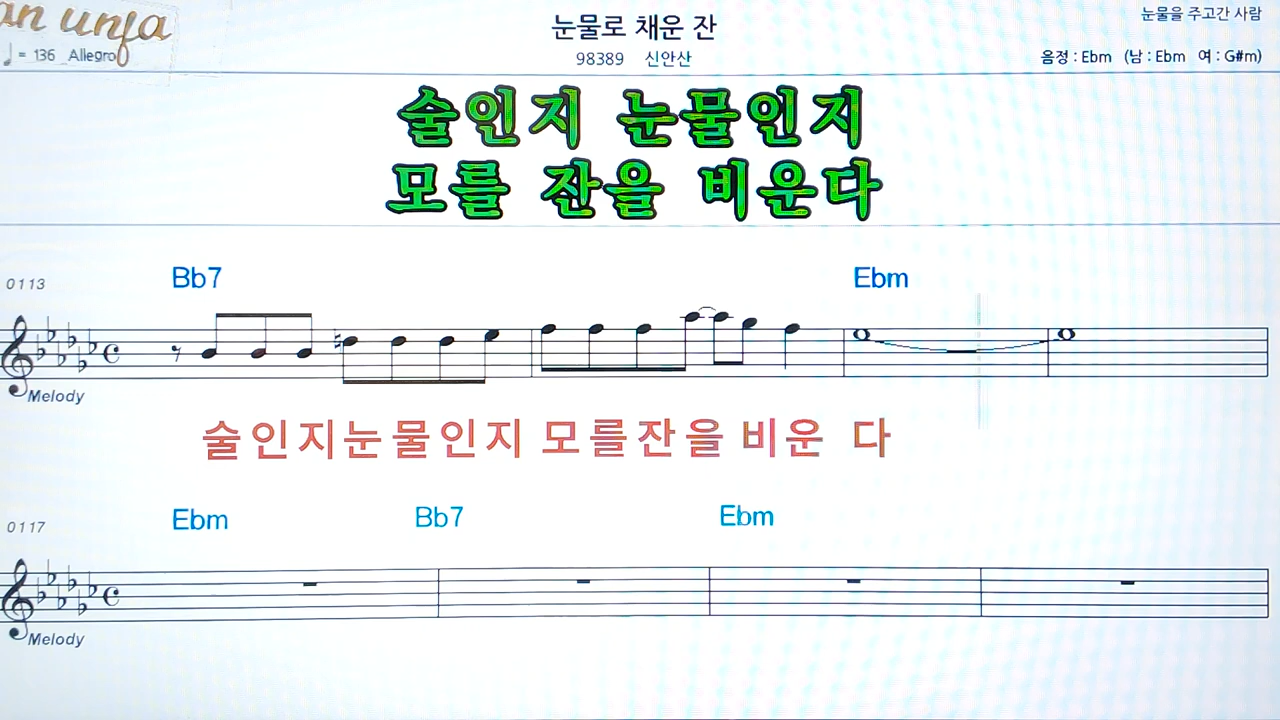 눈물로 채운 잔
눈물을 주고간 사람
♩ = 136 Allegro
98389 신안산
음정 : Ebm (남 : Ebm 여 : G#m)
술인지 눈물인지
모를 잔을 비운다
0113
Bb7 Ebm
Melody
술인지눈물인지 모를잔을 비운 다
0117
Ebm Bb7 Ebm
Melody